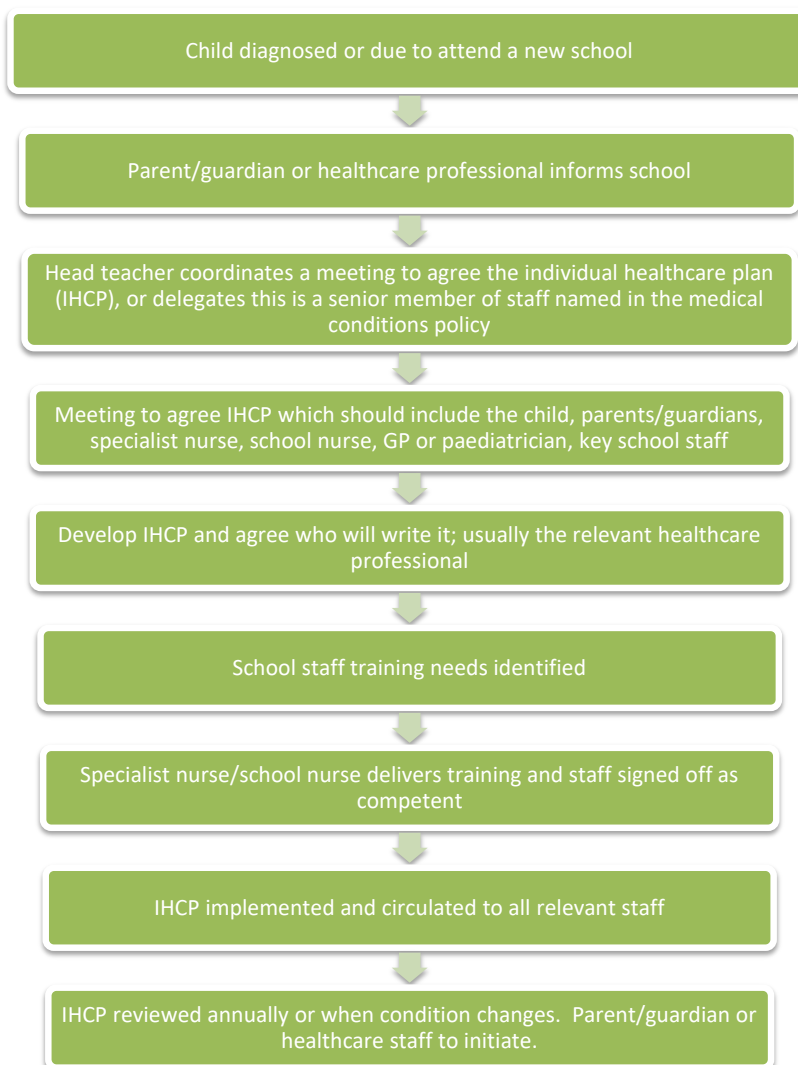 Child diagnosed or due to attend a new school
Parent/guardian or healthcare professional informs school
Head teacher coordinates a meeting to agree the individual healthcare plan
(IHCP), or delegates this is a senior member of staff named in the medical
conditions policy
Meeting to agree IHCP which should include the child, parents/guardians,
specialist nurse, school nurse, GP or paediatrician, key school staff
Develop IHCP and agree who will write it; usually the relevant healthcare
professional
School staff training needs identified
Specialist nurse/school nurse delivers training and staff signed off as
competent
IHCP implemented and circulated to all relevant staff
IHCP reviewed annually or when condition changes.  Parent/guardian or
healthcare staff to initiate.